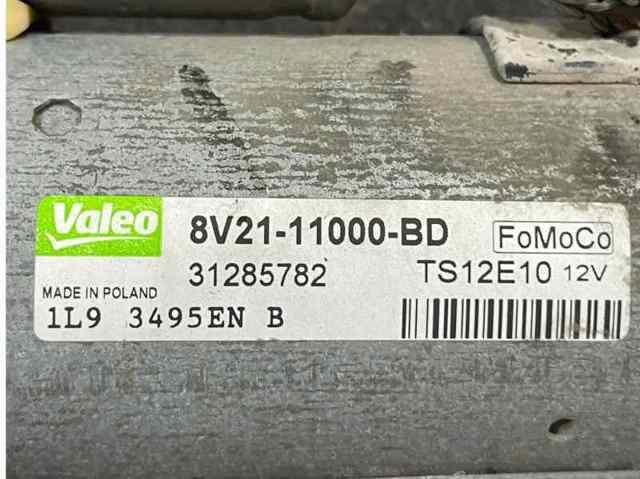 Valeo
8V21-11000-BD FoMoCo
31285782 TS12E10 12V
MADE IN POLAND
1L9 3495EN B